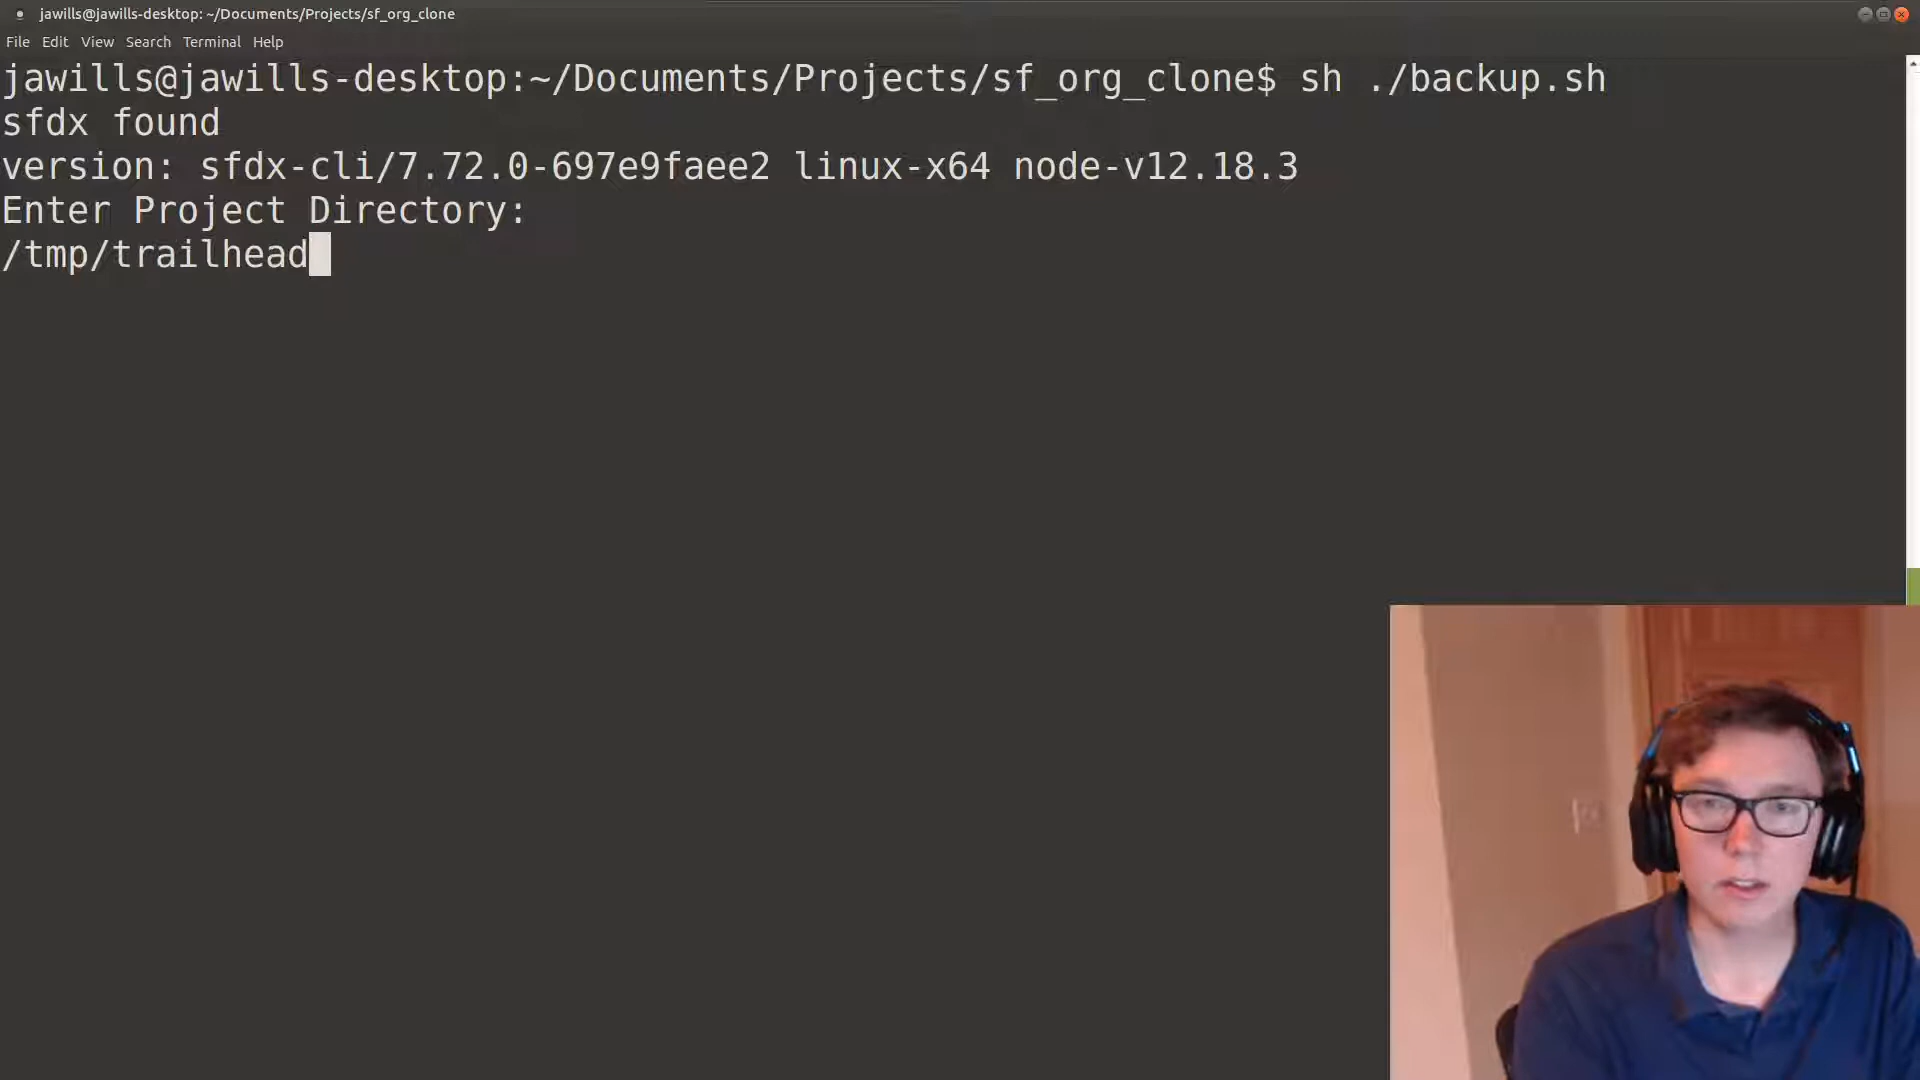 jawills@jawills-desktop: ~/Documents/Projects/sf_org_clone
File Edit View Search Terminal Help
jawills@jawills-desktop:~/Documents/Projects/sf_org_clone$ sh ./backup.sh
sfdx found
version: sfdx-cli/7.72.0-697e9faee2 linux-x64 node-v12.18.3
Enter Project Directory:
/tmp/trailhead